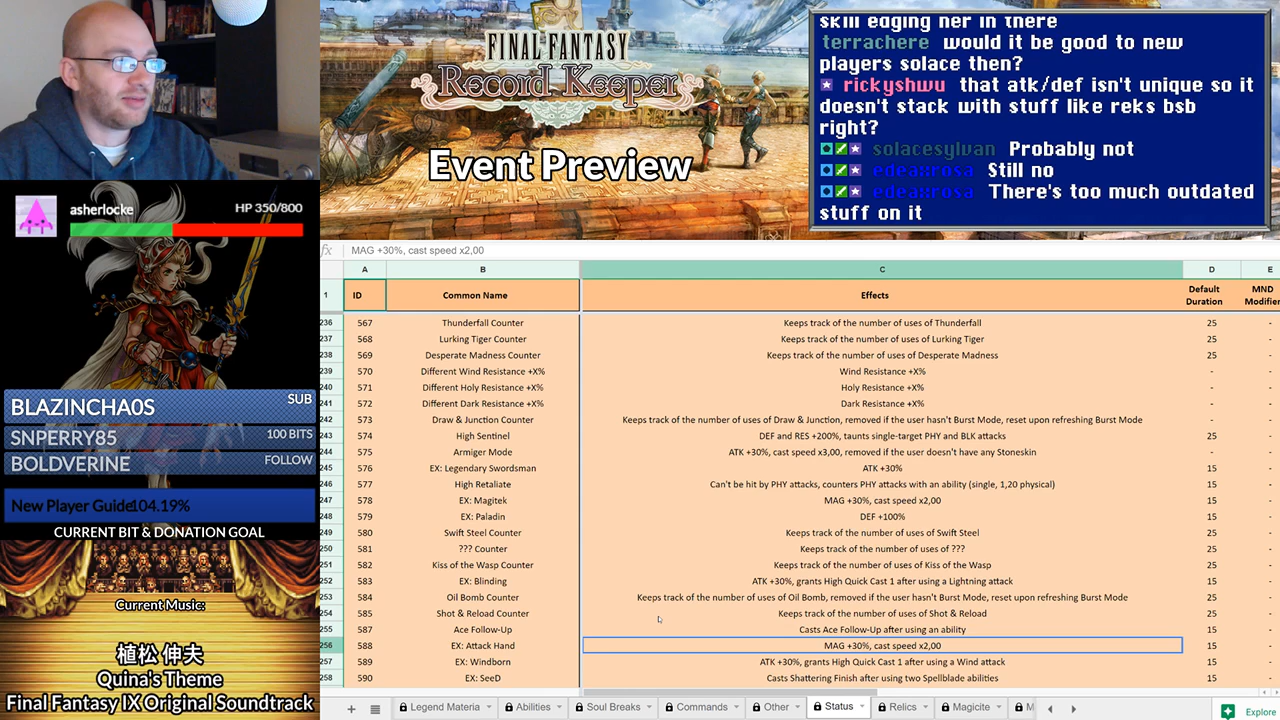 FINAL FANTASY
Record Keeper
Event Preview
skill edging her in there
terrachere would it be good to new
players solace then?
rickyshwu that atk/def isn't unique so it
doesn't stack with stuff like reks bsb
right?
solacesylvan Probably not
edeaxrosa Still no
edeaxrosa There's too much outdated
stuff on it
asherlocke HP 350/800
BLAZINCHA0S SUB
SNPERRY85 100 BITS
BOLDVERINE FOLLOW
New Player Guide 104.19%
CURRENT BIT & DONATION GOAL
Current Music:
植松 伸夫
Quina's Theme
Final Fantasy IX Original Soundtrack
fx MAG +30%, cast speed x2,00
A B C D E
1 ID Common Name Effects Default Duration MND Modifier
236 567 Thunderfall Counter Keeps track of the number of uses of Thunderfall 25 -
237 568 Lurking Tiger Counter Keeps track of the number of uses of Lurking Tiger 25 -
238 569 Desperate Madness Counter Keeps track of the number of uses of Desperate Madness 25 -
239 570 Different Wind Resistance +X% Wind Resistance +X% - -
240 571 Different Holy Resistance +X% Holy Resistance +X% - -
241 572 Different Dark Resistance +X% Dark Resistance +X% - -
242 573 Draw & Junction Counter Keeps track of the number of uses of Draw & Junction, removed if the user hasn't Burst Mode, reset upon refreshing Burst Mode - -
243 574 High Sentinel DEF and RES +200%, taunts single-target PHY and BLK attacks 25 -
244 575 Armiger Mode ATK +30%, cast speed x3,00, removed if the user doesn't have any Stoneskin - -
245 576 EX: Legendary Swordsman ATK +30% 15 -
246 577 High Retaliate Can't be hit by PHY attacks, counters PHY attacks with an ability (single, 1,20 physical) 15 -
247 578 EX: Magitek MAG +30%, cast speed x2,00 15 -
248 579 EX: Paladin DEF +100% 15 -
249 580 Swift Steel Counter Keeps track of the number of uses of Swift Steel 25 -
250 581 ??? Counter Keeps track of the number of uses of ??? 25 -
251 582 Kiss of the Wasp Counter Keeps track of the number of uses of Kiss of the Wasp 25 -
252 583 EX: Blinding ATK +30%, grants High Quick Cast 1 after using a Lightning attack 15 -
253 584 Oil Bomb Counter Keeps track of the number of uses of Oil Bomb, removed if the user hasn't Burst Mode, reset upon refreshing Burst Mode 25 -
254 585 Shot & Reload Counter Keeps track of the number of uses of Shot & Reload 25 -
255 587 Ace Follow-Up Casts Ace Follow-Up after using an ability 15 -
256 588 EX: Attack Hand MAG +30%, cast speed x2,00 15 -
257 589 EX: Windborn ATK +30%, grants High Quick Cast 1 after using a Wind attack 15 -
258 590 EX: SeeD Casts Shattering Finish after using two Spellblade abilities 15 -
+ Legend Materia Abilities Soul Breaks Commands Other Status Relics Magicite M Explore